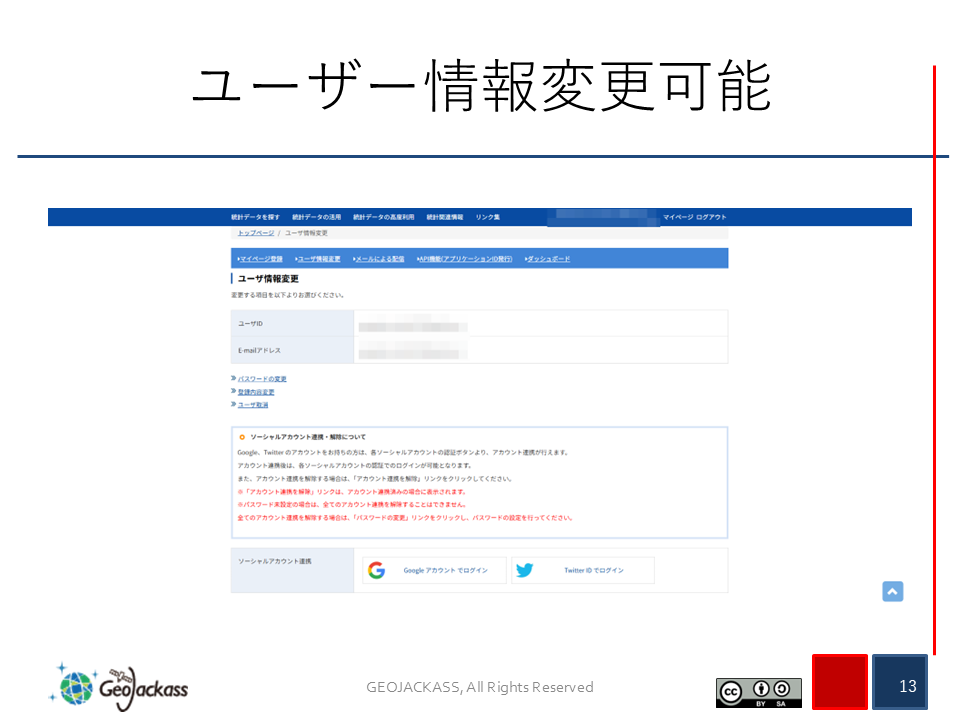 ユーザー情報変更可能
統計データを探す 統計データの活用 統計データの高度利用 統計関連情報 リンク集 マイページ ログアウト
トップページ / ユーザ情報変更
マイページ登録 ユーザ情報変更 メールによる配信 API機能(アプリケーションID発行) ダッシュボード
ユーザ情報変更
変更する項目を以下よりお選びください。
ユーザID
E-mailアドレス
パスワードの変更
登録内容変更
ユーザ取消
ソーシャルアカウント連携・解除について
Google、Twitter のアカウントをお持ちの方は、各ソーシャルアカウントの認証ボタンより、アカウント連携が行えます。
アカウント連携後は、各ソーシャルアカウントの認証でのログインが可能となります。
また、アカウント連携を解除する場合は、「アカウント連携を解除」リンクをクリックしてください。
※「アカウント連携を解除」リンクは、アカウント連携済みの場合に表示されます。
※パスワード未設定の場合は、全てのアカウント連携を解除することはできません。
全てのアカウント連携を解除する場合は、「パスワードの変更」リンクをクリックし、パスワードの設定を行ってください。
ソーシャルアカウント連携
Google アカウント でログイン Twitter ID でログイン
GeoJackass
GEOJACKASS, All Rights Reserved
cc BY SA
13